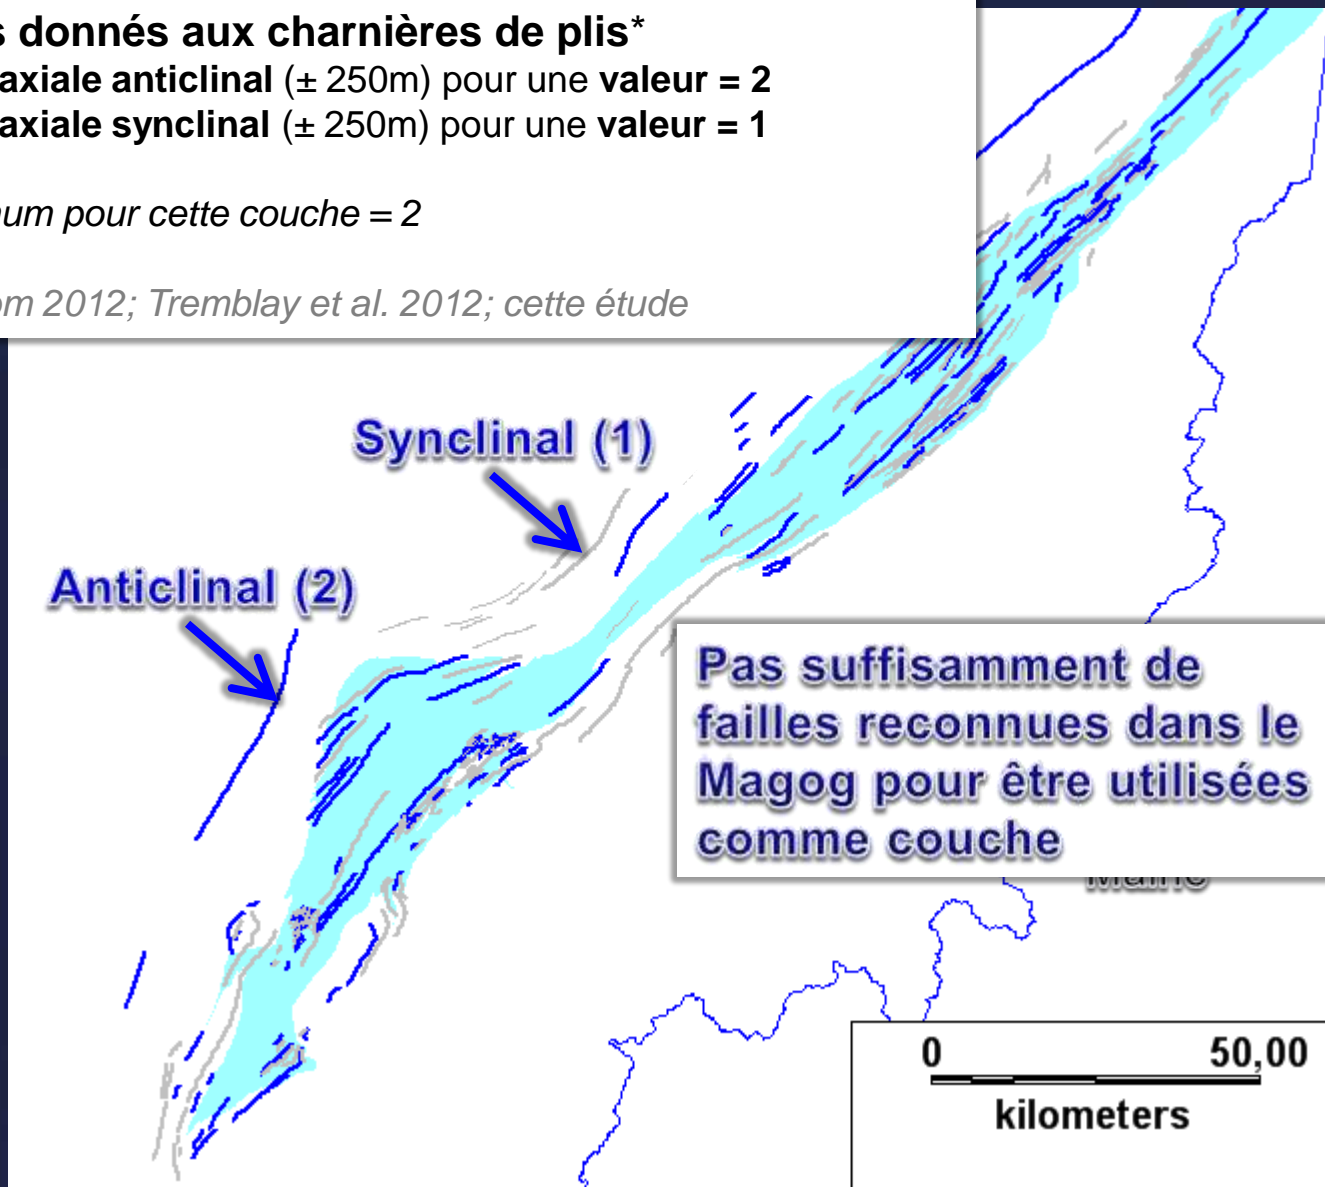 s donnés aux charnières de plis*
axiale anticlinal (± 250m) pour une valeur = 2
axiale synclinal (± 250m) pour une valeur = 1
um pour cette couche = 2
om 2012; Tremblay et al. 2012; cette étude
Synclinal (1)
Anticlinal (2)
Pas suffisamment de
failles reconnues dans le
Magog pour être utilisées
comme couche
Maine
0 50,00
kilometers